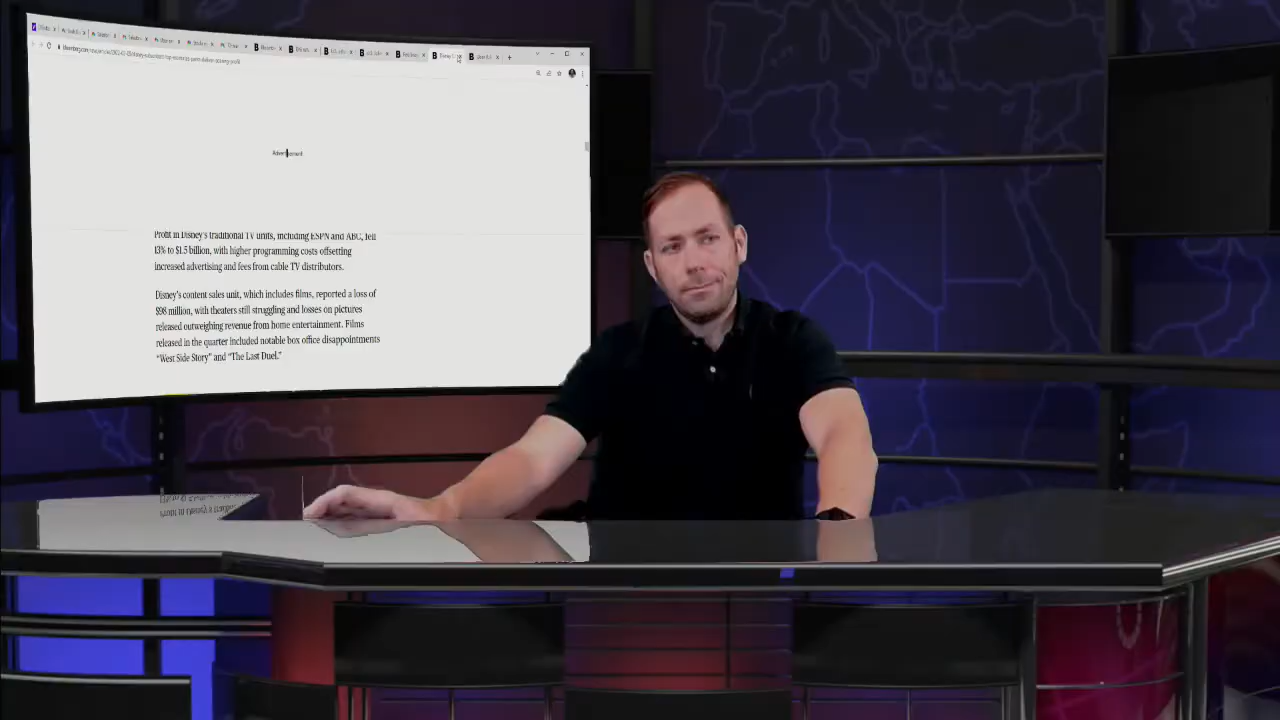 Advertisement
Profit in Disney's traditional TV units, including ESPN and ABC, fell
13% to $1.5 billion, with higher programming costs offsetting
increased advertising and fees from cable TV distributors.
Disney's content sales unit, which includes films, reported a loss of
$98 million, with theaters still struggling and losses on pictures
released outweighing revenue from home entertainment. Films
released in the quarter included notable box office disappointments
"West Side Story" and "The Last Duel."